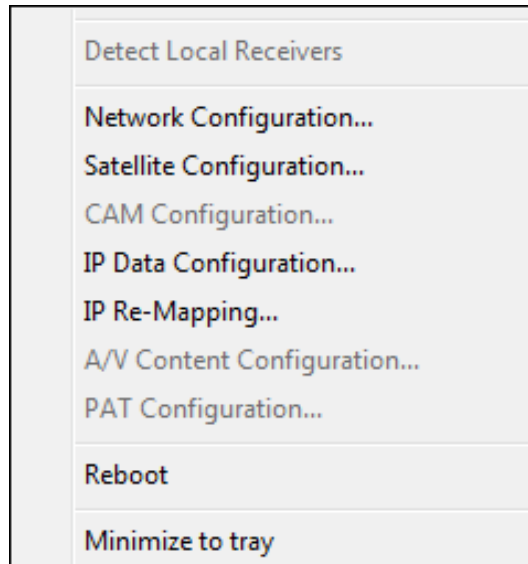 Detect Local Receivers
Network Configuration...
Satellite Configuration...
CAM Configuration...
IP Data Configuration...
IP Re-Mapping...
A/V Content Configuration...
PAT Configuration...
Reboot
Minimize to tray